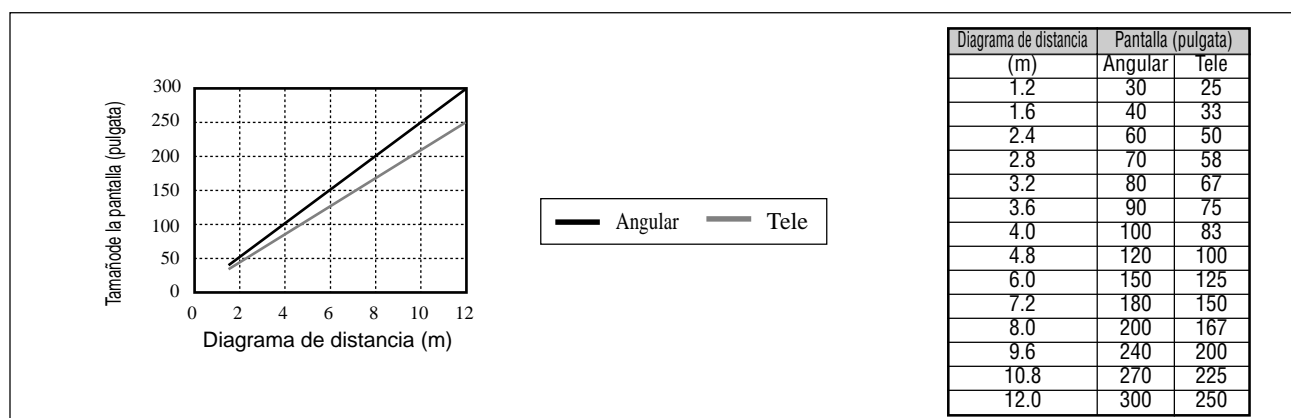 300
250
200
150
100
50
0
Tamañode la pantalla (pulgata)
0 2 4 6 8 10 12
Diagrama de distancia (m)
Angular Tele
Diagrama de distancia Pantalla (pulgata)
(m) Angular Tele
1.2 30 25
1.6 40 33
2.4 60 50
2.8 70 58
3.2 80 67
3.6 90 75
4.0 100 83
4.8 120 100
6.0 150 125
7.2 180 150
8.0 200 167
9.6 240 200
10.8 270 225
12.0 300 250